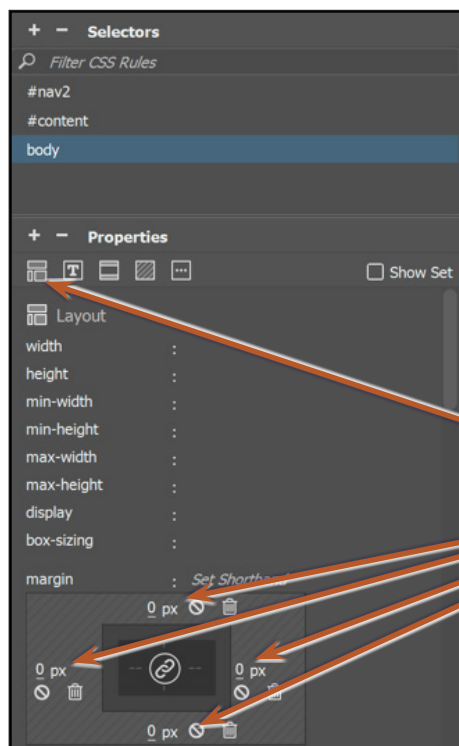 + − Selectors
Filter CSS Rules
#nav2
#content
body
+ − Properties
T Show Set
Layout
width :
height :
min-width :
min-height :
max-width :
max-height :
display :
box-sizing :
margin : Set Shorthand
0 px
0 px 0 px
0 px